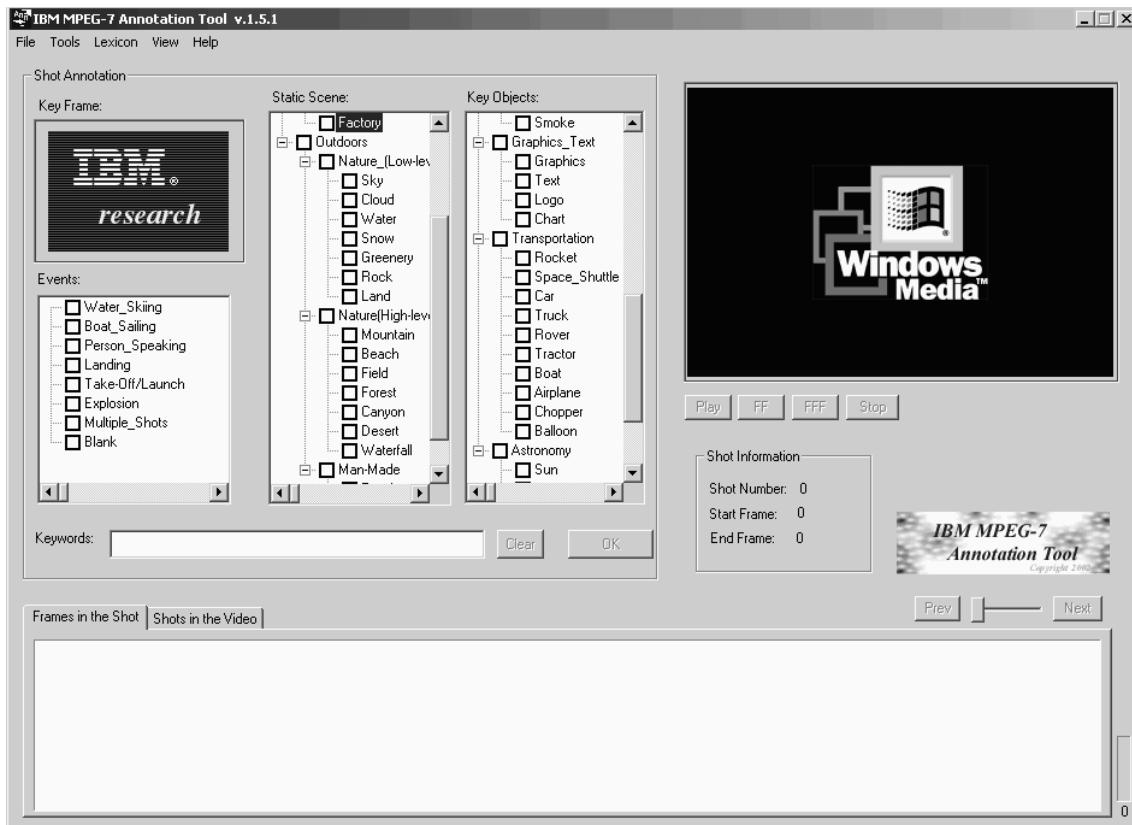 IBM MPEG-7 Annotation Tool v.1.5.1
File Tools Lexicon View Help
Shot Annotation
Key Frame:
IBM®
research
Events:
Water_Skiing
Boat_Sailing
Person_Speaking
Landing
Take-Off/Launch
Explosion
Multiple_Shots
Blank
Static Scene:
Factory
Outdoors
Nature_(Low-lev
Sky
Cloud
Water
Snow
Greenery
Rock
Land
Nature(High-leve
Mountain
Beach
Field
Forest
Canyon
Desert
Waterfall
Man-Made
Key Objects:
Smoke
Graphics_Text
Graphics
Text
Logo
Chart
Transportation
Rocket
Space_Shuttle
Car
Truck
Rover
Tractor
Boat
Airplane
Chopper
Balloon
Astronomy
Sun
Keywords:
Clear OK
Windows
Media™
Play FF FFF Stop
Shot Information
Shot Number: 0
Start Frame: 0
End Frame: 0
IBM MPEG-7
Annotation Tool
Copyright 2002
Prev Next
Frames in the Shot Shots in the Video
0